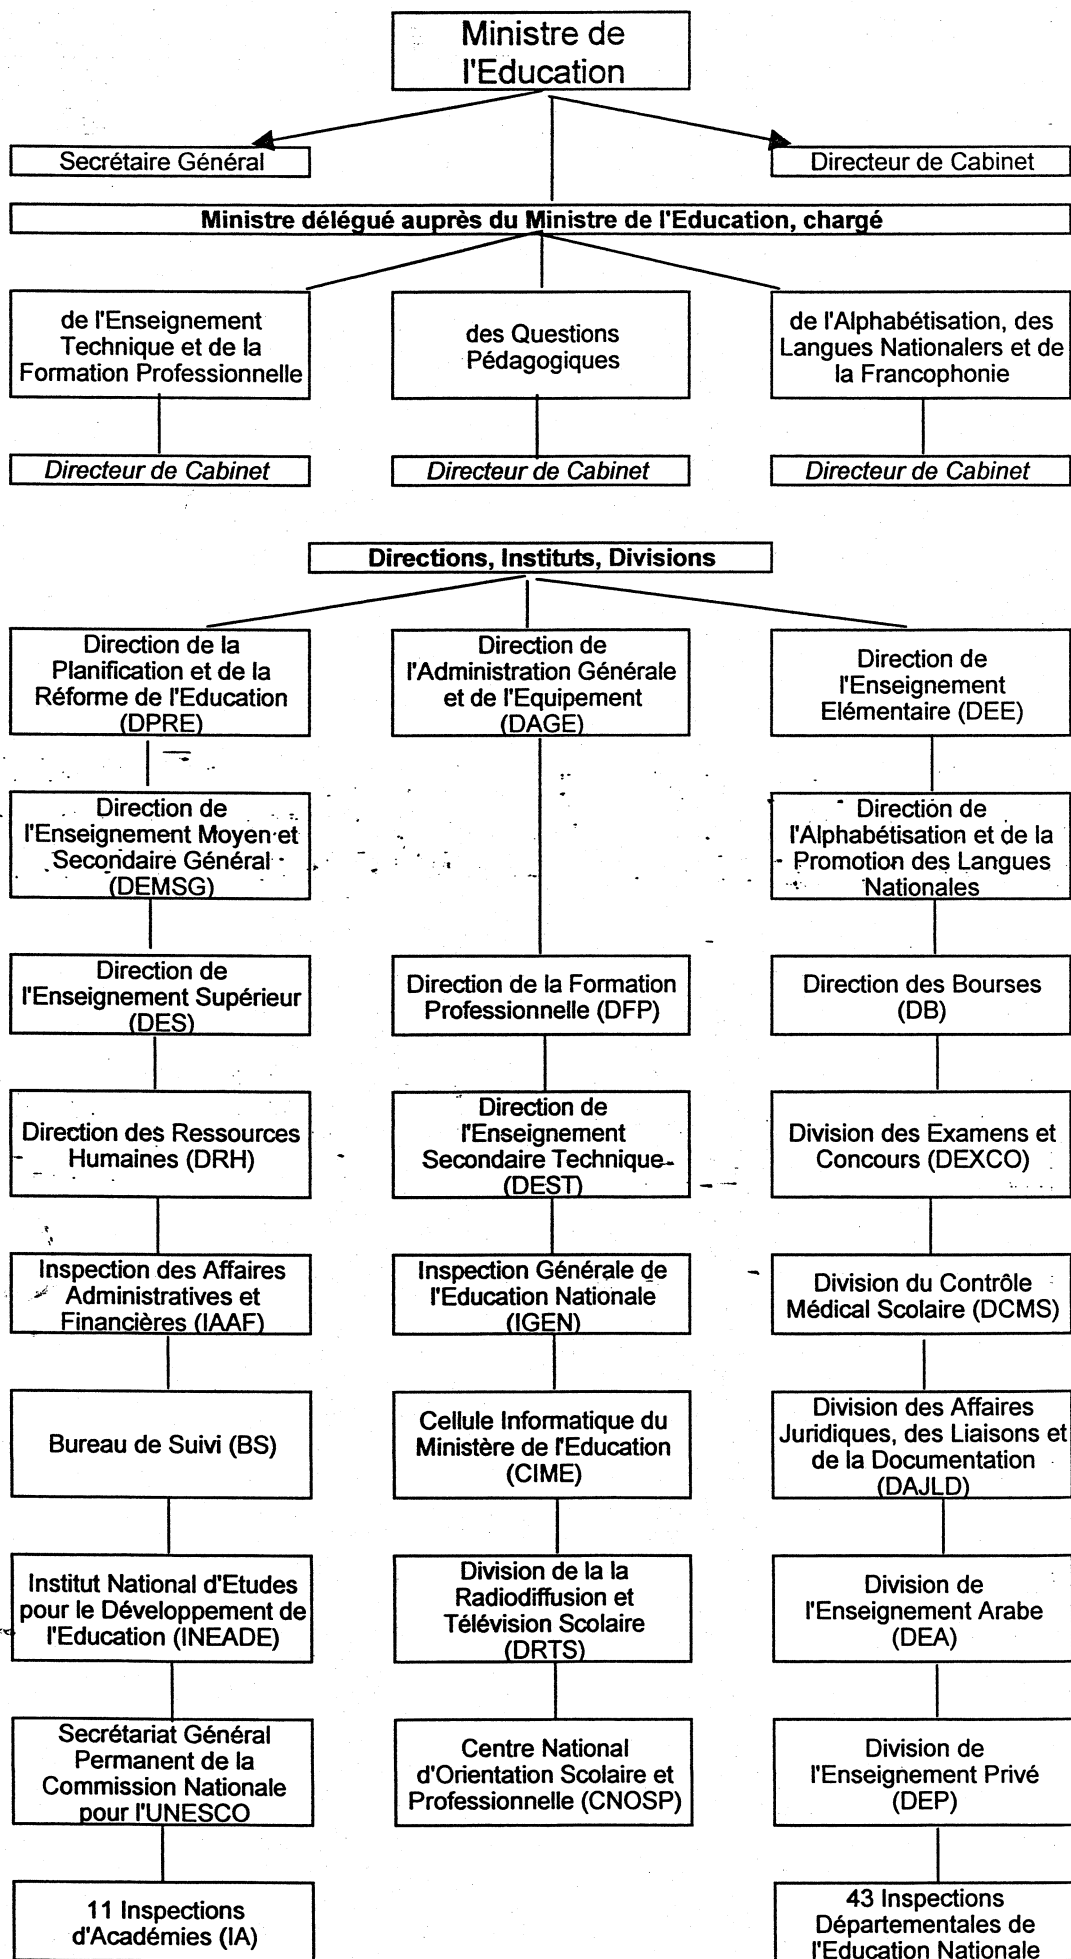 Ministre de
l'Education
Secrétaire Général
Directeur de Cabinet
Ministre délégué auprès du Ministre de l'Education, chargé
de l'Enseignement
Technique et de la
Formation Professionnelle
des Questions
Pédagogiques
de l'Alphabétisation, des
Langues Nationalers et de
la Francophonie
Directeur de Cabinet
Directeur de Cabinet
Directeur de Cabinet
Directions, Instituts, Divisions
Direction de la
Planification et de la
Réforme de l'Education
(DPRE)
Direction de
l'Administration Générale
et de l'Equipement
(DAGE)
Direction de
l'Enseignement
Elémentaire (DEE)
Direction de
l'Enseignement Moyen et
Secondaire Général
(DEMSG)
Direction de
l'Alphabétisation et de la
Promotion des Langues
Nationales
Direction de
l'Enseignement Supérieur
(DES)
Direction de la Formation
Professionnelle (DFP)
Direction des Bourses
(DB)
Direction des Ressources
Humaines (DRH)
Direction de
l'Enseignement
Secondaire Technique
(DEST)
Division des Examens et
Concours (DEXCO)
Inspection des Affaires
Administratives et
Financières (IAAF)
Inspection Générale de
l'Education Nationale
(IGEN)
Division du Contrôle
Médical Scolaire (DCMS)
Bureau de Suivi (BS)
Cellule Informatique du
Ministère de l'Education
(CIME)
Division des Affaires
Juridiques, des Liaisons et
de la Documentation
(DAJLD)
Institut National d'Etudes
pour le Développement de
l'Education (INEADE)
Division de la la
Radiodiffusion et
Télévision Scolaire
(DRTS)
Division de
l'Enseignement Arabe
(DEA)
Secrétariat Général
Permanent de la
Commission Nationale
pour l'UNESCO
Centre National
d'Orientation Scolaire et
Professionnelle (CNOSP)
Division de
l'Enseignement Privé
(DEP)
11 Inspections
d'Académies (IA)
43 Inspections
Départementales de
l'Education Nationale